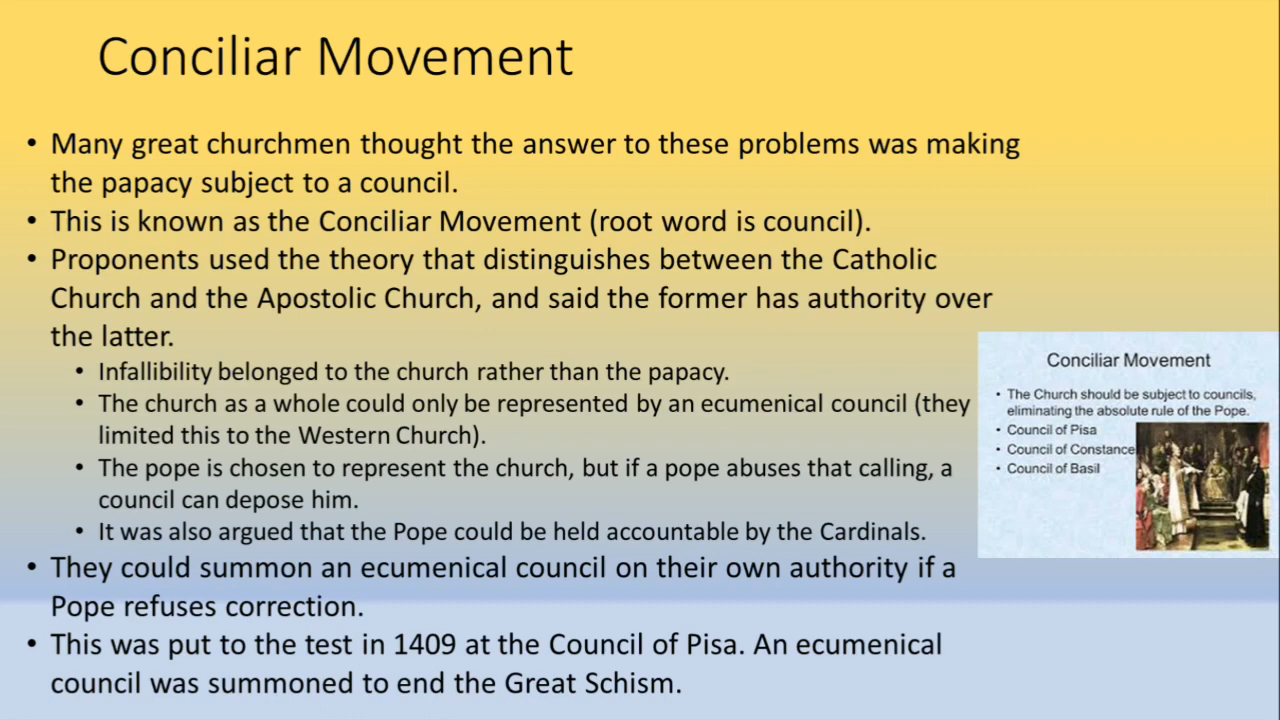 Conciliar Movement
• Many great churchmen thought the answer to these problems was making
the papacy subject to a council.
• This is known as the Conciliar Movement (root word is council).
• Proponents used the theory that distinguishes between the Catholic
Church and the Apostolic Church, and said the former has authority over
the latter.
• Infallibility belonged to the church rather than the papacy.
• The church as a whole could only be represented by an ecumenical council (they
limited this to the Western Church).
• The pope is chosen to represent the church, but if a pope abuses that calling, a
council can depose him.
• It was also argued that the Pope could be held accountable by the Cardinals.
• They could summon an ecumenical council on their own authority if a
Pope refuses correction.
• This was put to the test in 1409 at the Council of Pisa. An ecumenical
council was summoned to end the Great Schism.
Conciliar Movement
• The Church should be subject to councils,
eliminating the absolute rule of the Pope.
• Council of Pisa
• Council of Constance
• Council of Basil